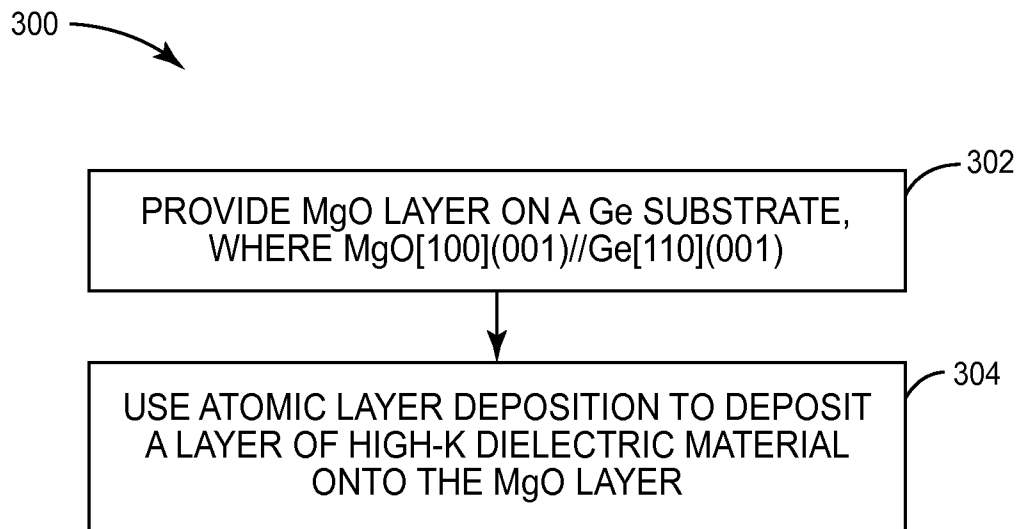 300
302
PROVIDE MgO LAYER ON A Ge SUBSTRATE,
WHERE MgO[100](001)//Ge[110](001)
304
USE ATOMIC LAYER DEPOSITION TO DEPOSIT
A LAYER OF HIGH-K DIELECTRIC MATERIAL
ONTO THE MgO LAYER